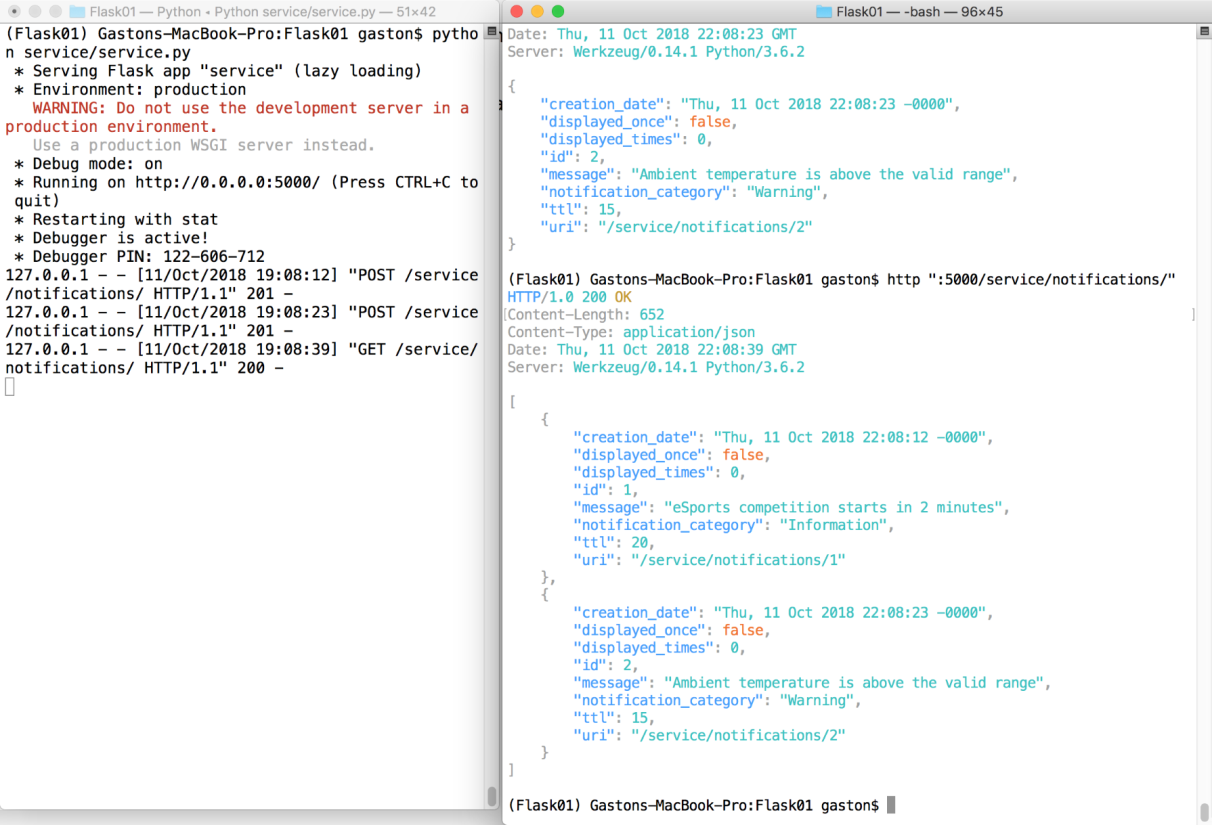 Flask01 — Python • Python service/service.py — 51×42
(Flask01) Gastons-MacBook-Pro:Flask01 gaston$ pytho
n service/service.py
 * Serving Flask app "service" (lazy loading)
 * Environment: production
   WARNING: Do not use the development server in a
production environment.
   Use a production WSGI server instead.
 * Debug mode: on
 * Running on http://0.0.0.0:5000/ (Press CTRL+C to
 quit)
 * Restarting with stat
 * Debugger is active!
 * Debugger PIN: 122-606-712
127.0.0.1 - - [11/Oct/2018 19:08:12] "POST /service
/notifications/ HTTP/1.1" 201 -
127.0.0.1 - - [11/Oct/2018 19:08:23] "POST /service
/notifications/ HTTP/1.1" 201 -
127.0.0.1 - - [11/Oct/2018 19:08:39] "GET /service/
notifications/ HTTP/1.1" 200 -
Flask01 — -bash — 96×45
Date: Thu, 11 Oct 2018 22:08:23 GMT
Server: Werkzeug/0.14.1 Python/3.6.2
{
    "creation_date": "Thu, 11 Oct 2018 22:08:23 -0000",
    "displayed_once": false,
    "displayed_times": 0,
    "id": 2,
    "message": "Ambient temperature is above the valid range",
    "notification_category": "Warning",
    "ttl": 15,
    "uri": "/service/notifications/2"
}
(Flask01) Gastons-MacBook-Pro:Flask01 gaston$ http ":5000/service/notifications/"
HTTP/1.0 200 OK
Content-Length: 652
Content-Type: application/json
Date: Thu, 11 Oct 2018 22:08:39 GMT
Server: Werkzeug/0.14.1 Python/3.6.2
[
    {
        "creation_date": "Thu, 11 Oct 2018 22:08:12 -0000",
        "displayed_once": false,
        "displayed_times": 0,
        "id": 1,
        "message": "eSports competition starts in 2 minutes",
        "notification_category": "Information",
        "ttl": 20,
        "uri": "/service/notifications/1"
    },
    {
        "creation_date": "Thu, 11 Oct 2018 22:08:23 -0000",
        "displayed_once": false,
        "displayed_times": 0,
        "id": 2,
        "message": "Ambient temperature is above the valid range",
        "notification_category": "Warning",
        "ttl": 15,
        "uri": "/service/notifications/2"
    }
]
(Flask01) Gastons-MacBook-Pro:Flask01 gaston$